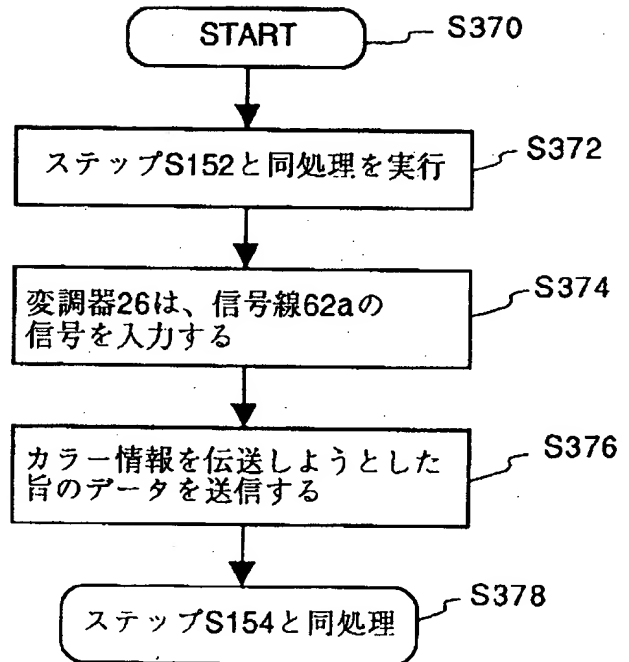 START
S370
ステップS152と同処理を実行
S372
変調器26は、信号線62aの
信号を入力する
S374
カラー情報を伝送しようとした
旨のデータを送信する
S376
ステップS154と同処理
S378